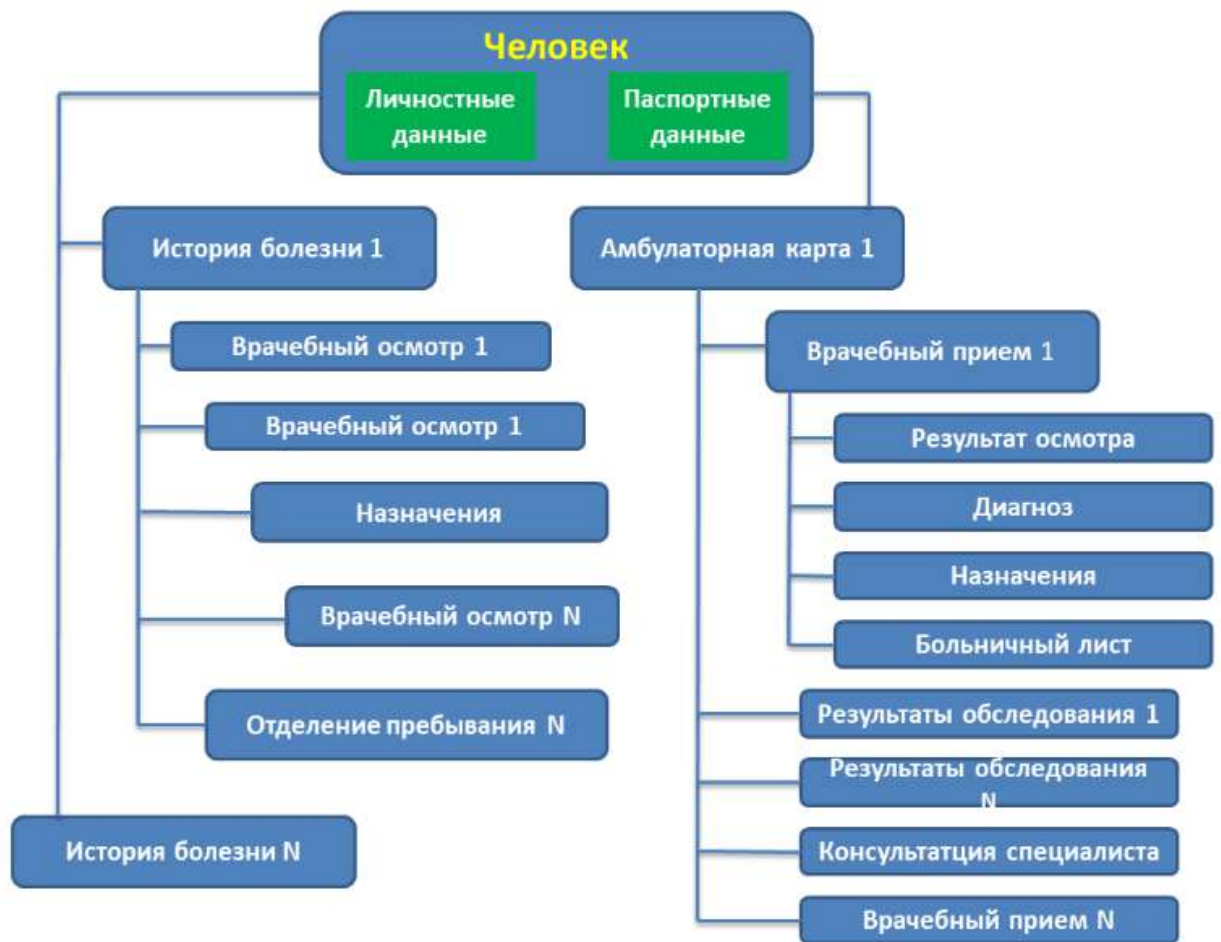 Человек
Личностные
данные
Паспортные
данные
История болезни 1
Врачебный осмотр 1
Врачебный осмотр 1
Назначения
Врачебный осмотр N
Отделение пребывания N
История болезни N
Амбулаторная карта 1
Врачебный прием 1
Результат осмотра
Диагноз
Назначения
Больничный лист
Результаты обследования 1
Результаты обследования
N
Консультатция специалиста
Врачебный прием N